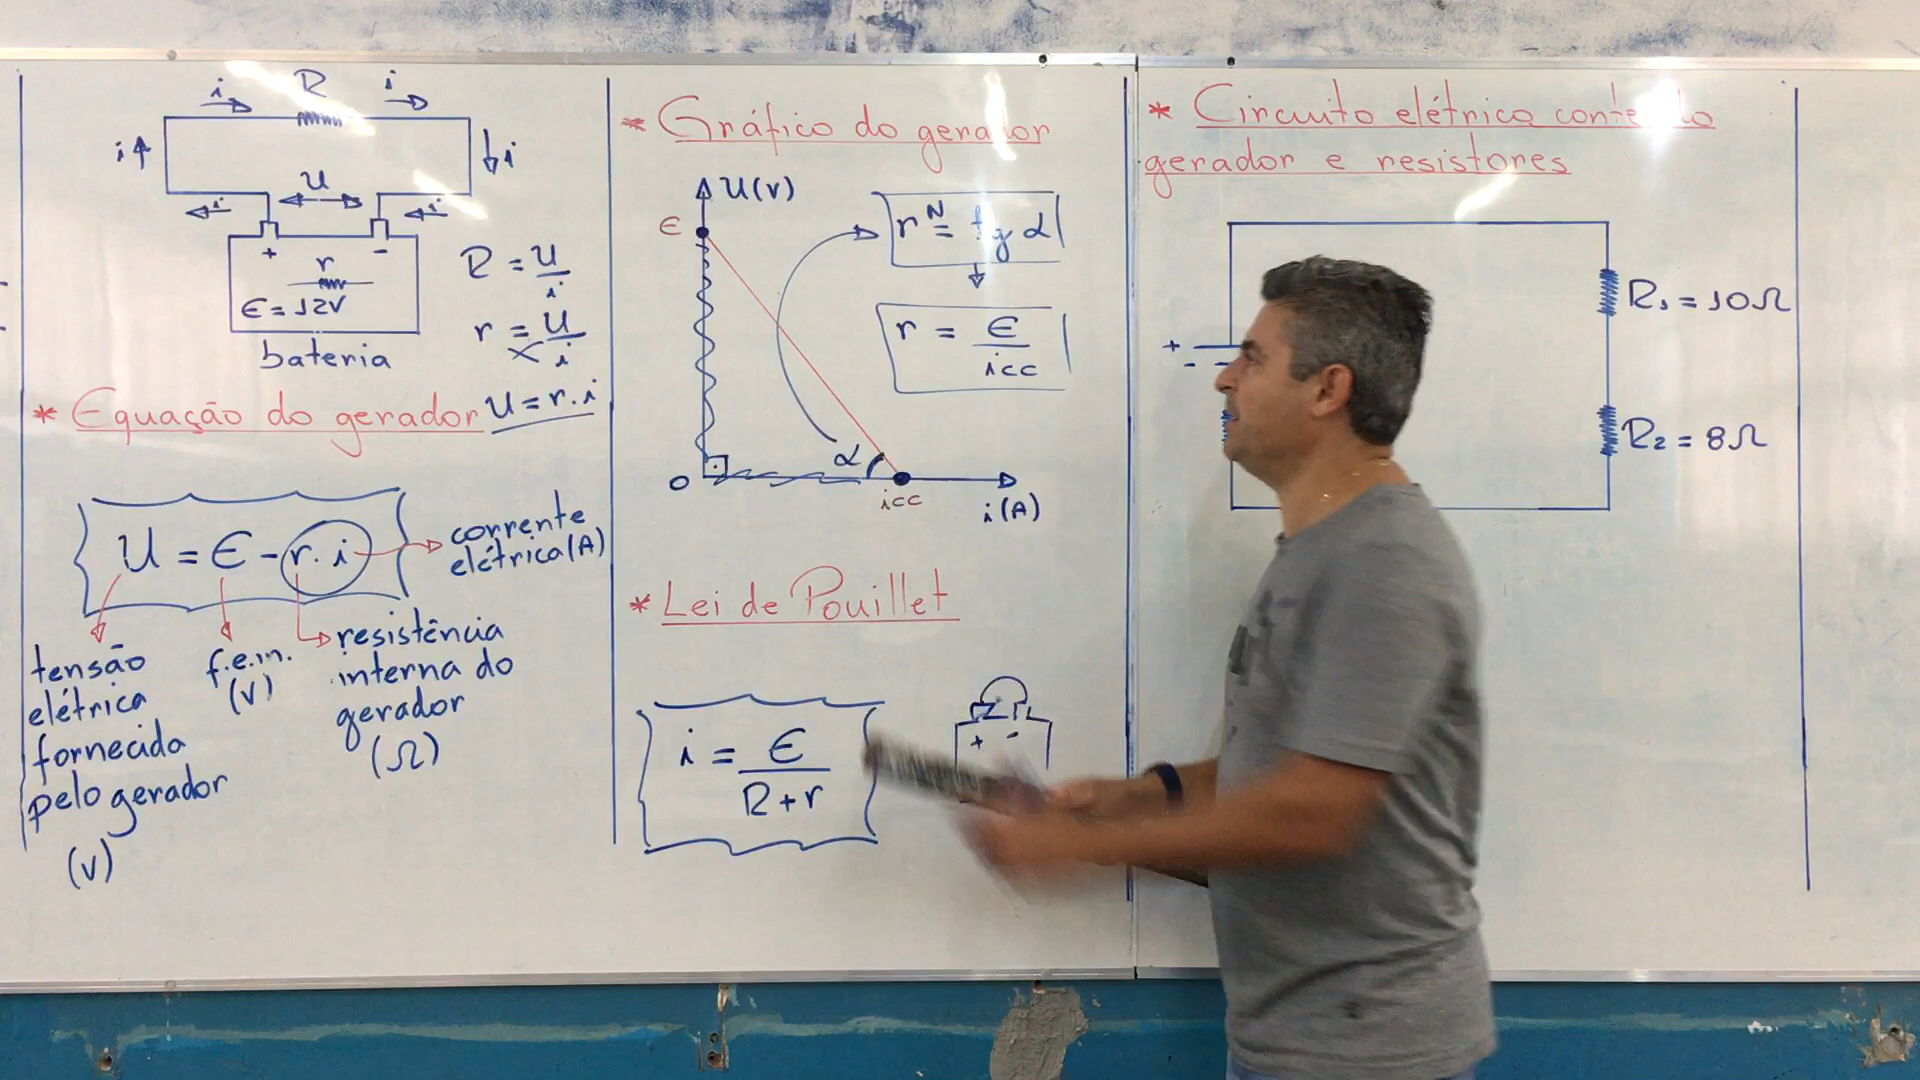 i R i
i i
U
i i
+ -
r
Є = 12V
bateria
R = U/i
r = U/i
U = r.i
* Equação do gerador
U = Є - r.i
corrente
elétrica (A)
tensão
elétrica
fornecida
pelo gerador
(V)
f.e.m.
(V)
resistência
interna do
gerador
(Ω)
* Gráfico do gerador
U(V)
Є
r N= tg α
r = Є/icc
α
0
icc
i(A)
* Lei de Pouillet
i = Є/R+r
+ -
* Circuito elétrico
gerador e resistores
R1 = 10Ω
+
-
R2 = 8Ω